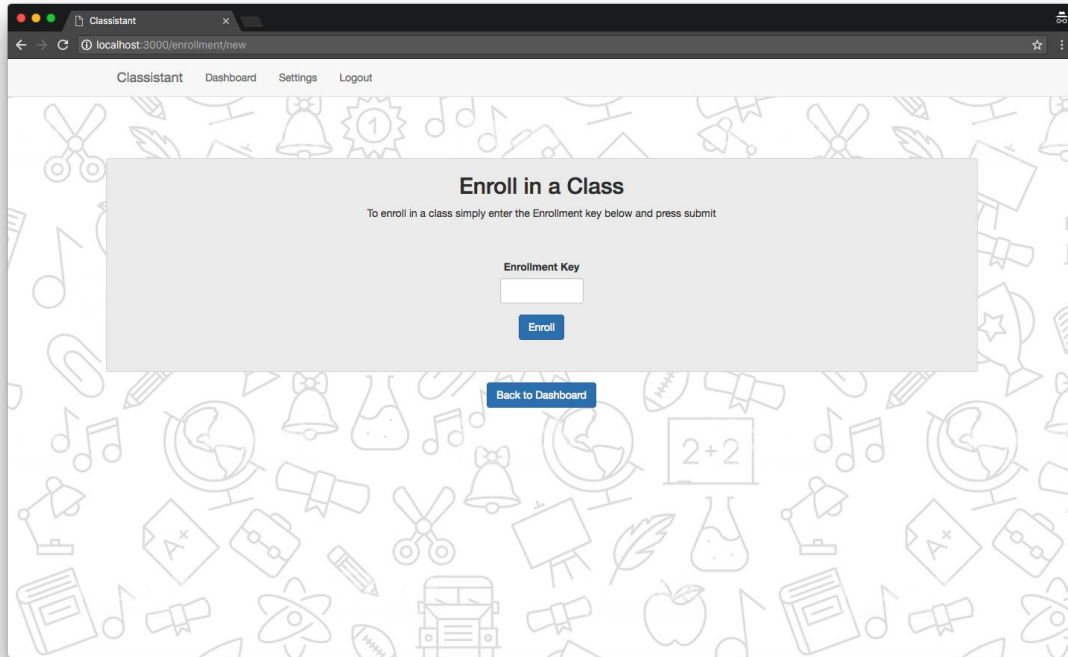 Classistant
localhost:3000/enrollment/new
Classistant Dashboard Settings Logout
Enroll in a Class
To enroll in a class simply enter the Enrollment key below and press submit
Enrollment Key
Enroll
Back to Dashboard
1
2+2
A+
A+